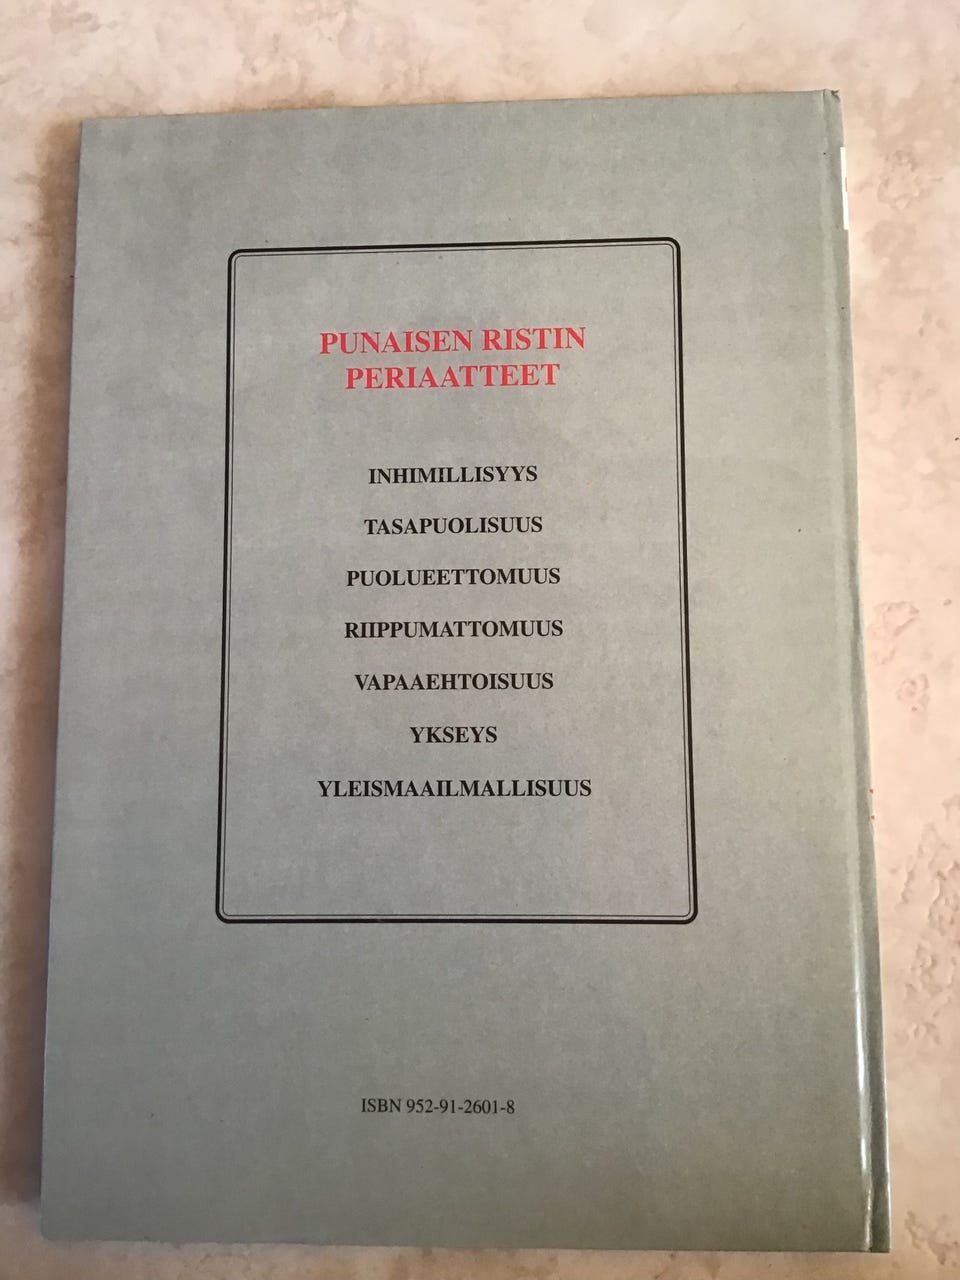 PUNAISEN RISTIN
PERIAATTEET
INHIMILLISYYS
TASAPUOLISUUS
PUOLUEETTOMUUS
RIIPPUMATTOMUUS
VAPAAEHTOISUUS
YKSEYS
YLEISMAAILMALLISUUS
ISBN 952-91-2601-8